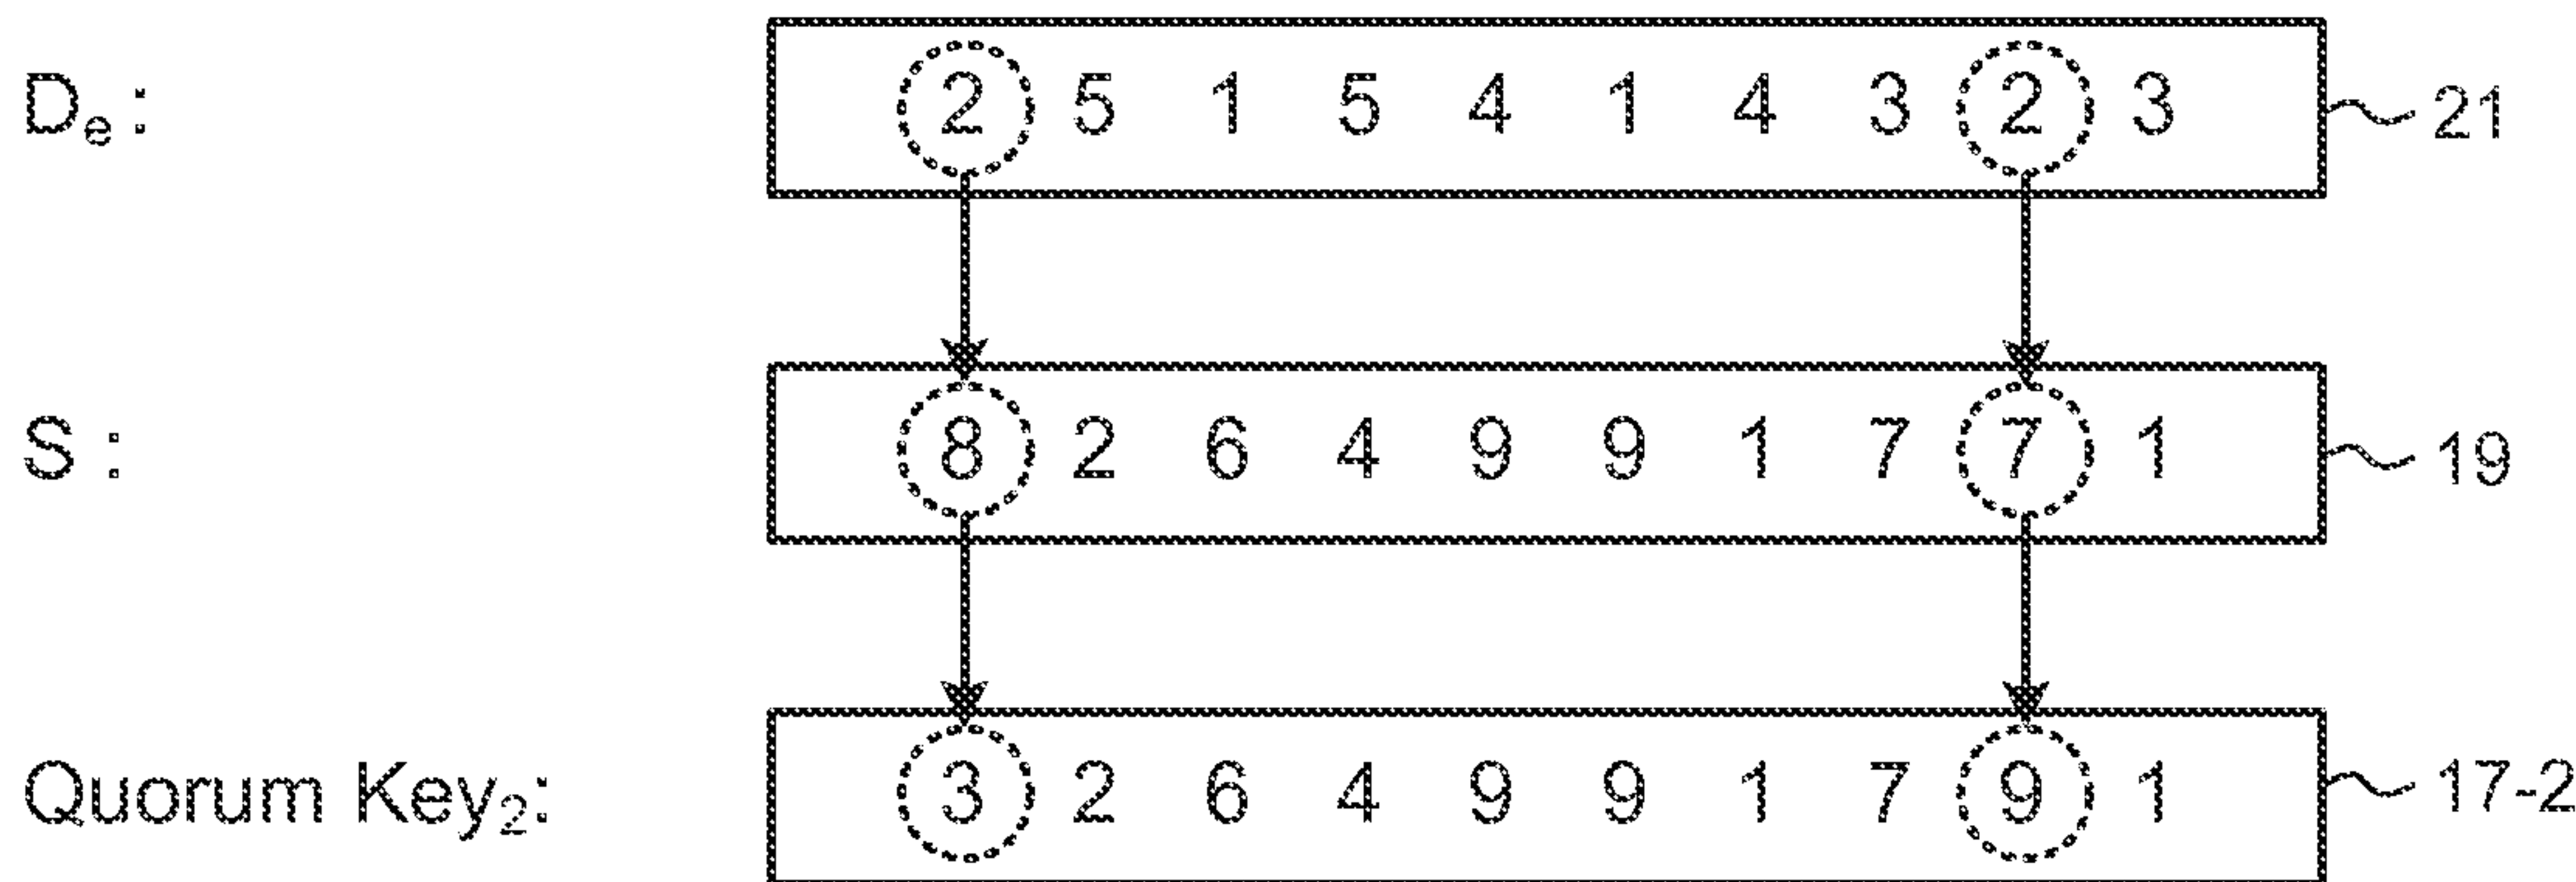 Dₑ : 2 5 1 5 4 1 4 3 2 3 21
S : 8 2 6 4 9 9 1 7 7 1 19
Quorum Key₂: 3 2 6 4 9 9 1 7 9 1 17-2